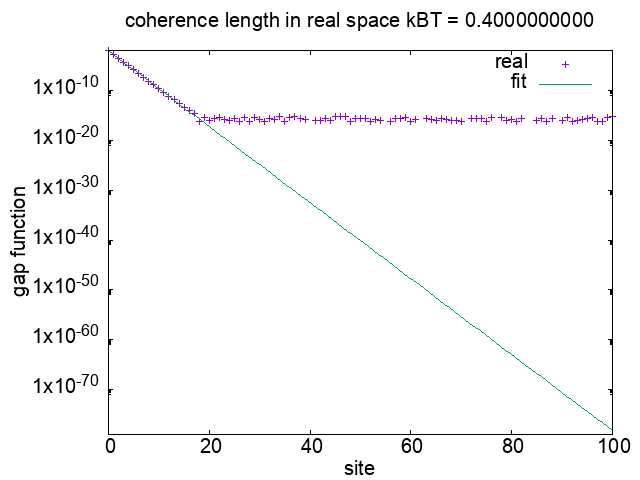 coherence length in real space kBT = 0.4000000000
real
fit
1x10^-10
1x10^-20
1x10^-30
1x10^-40
1x10^-50
1x10^-60
1x10^-70
gap function
0 20 40 60 80 100
site